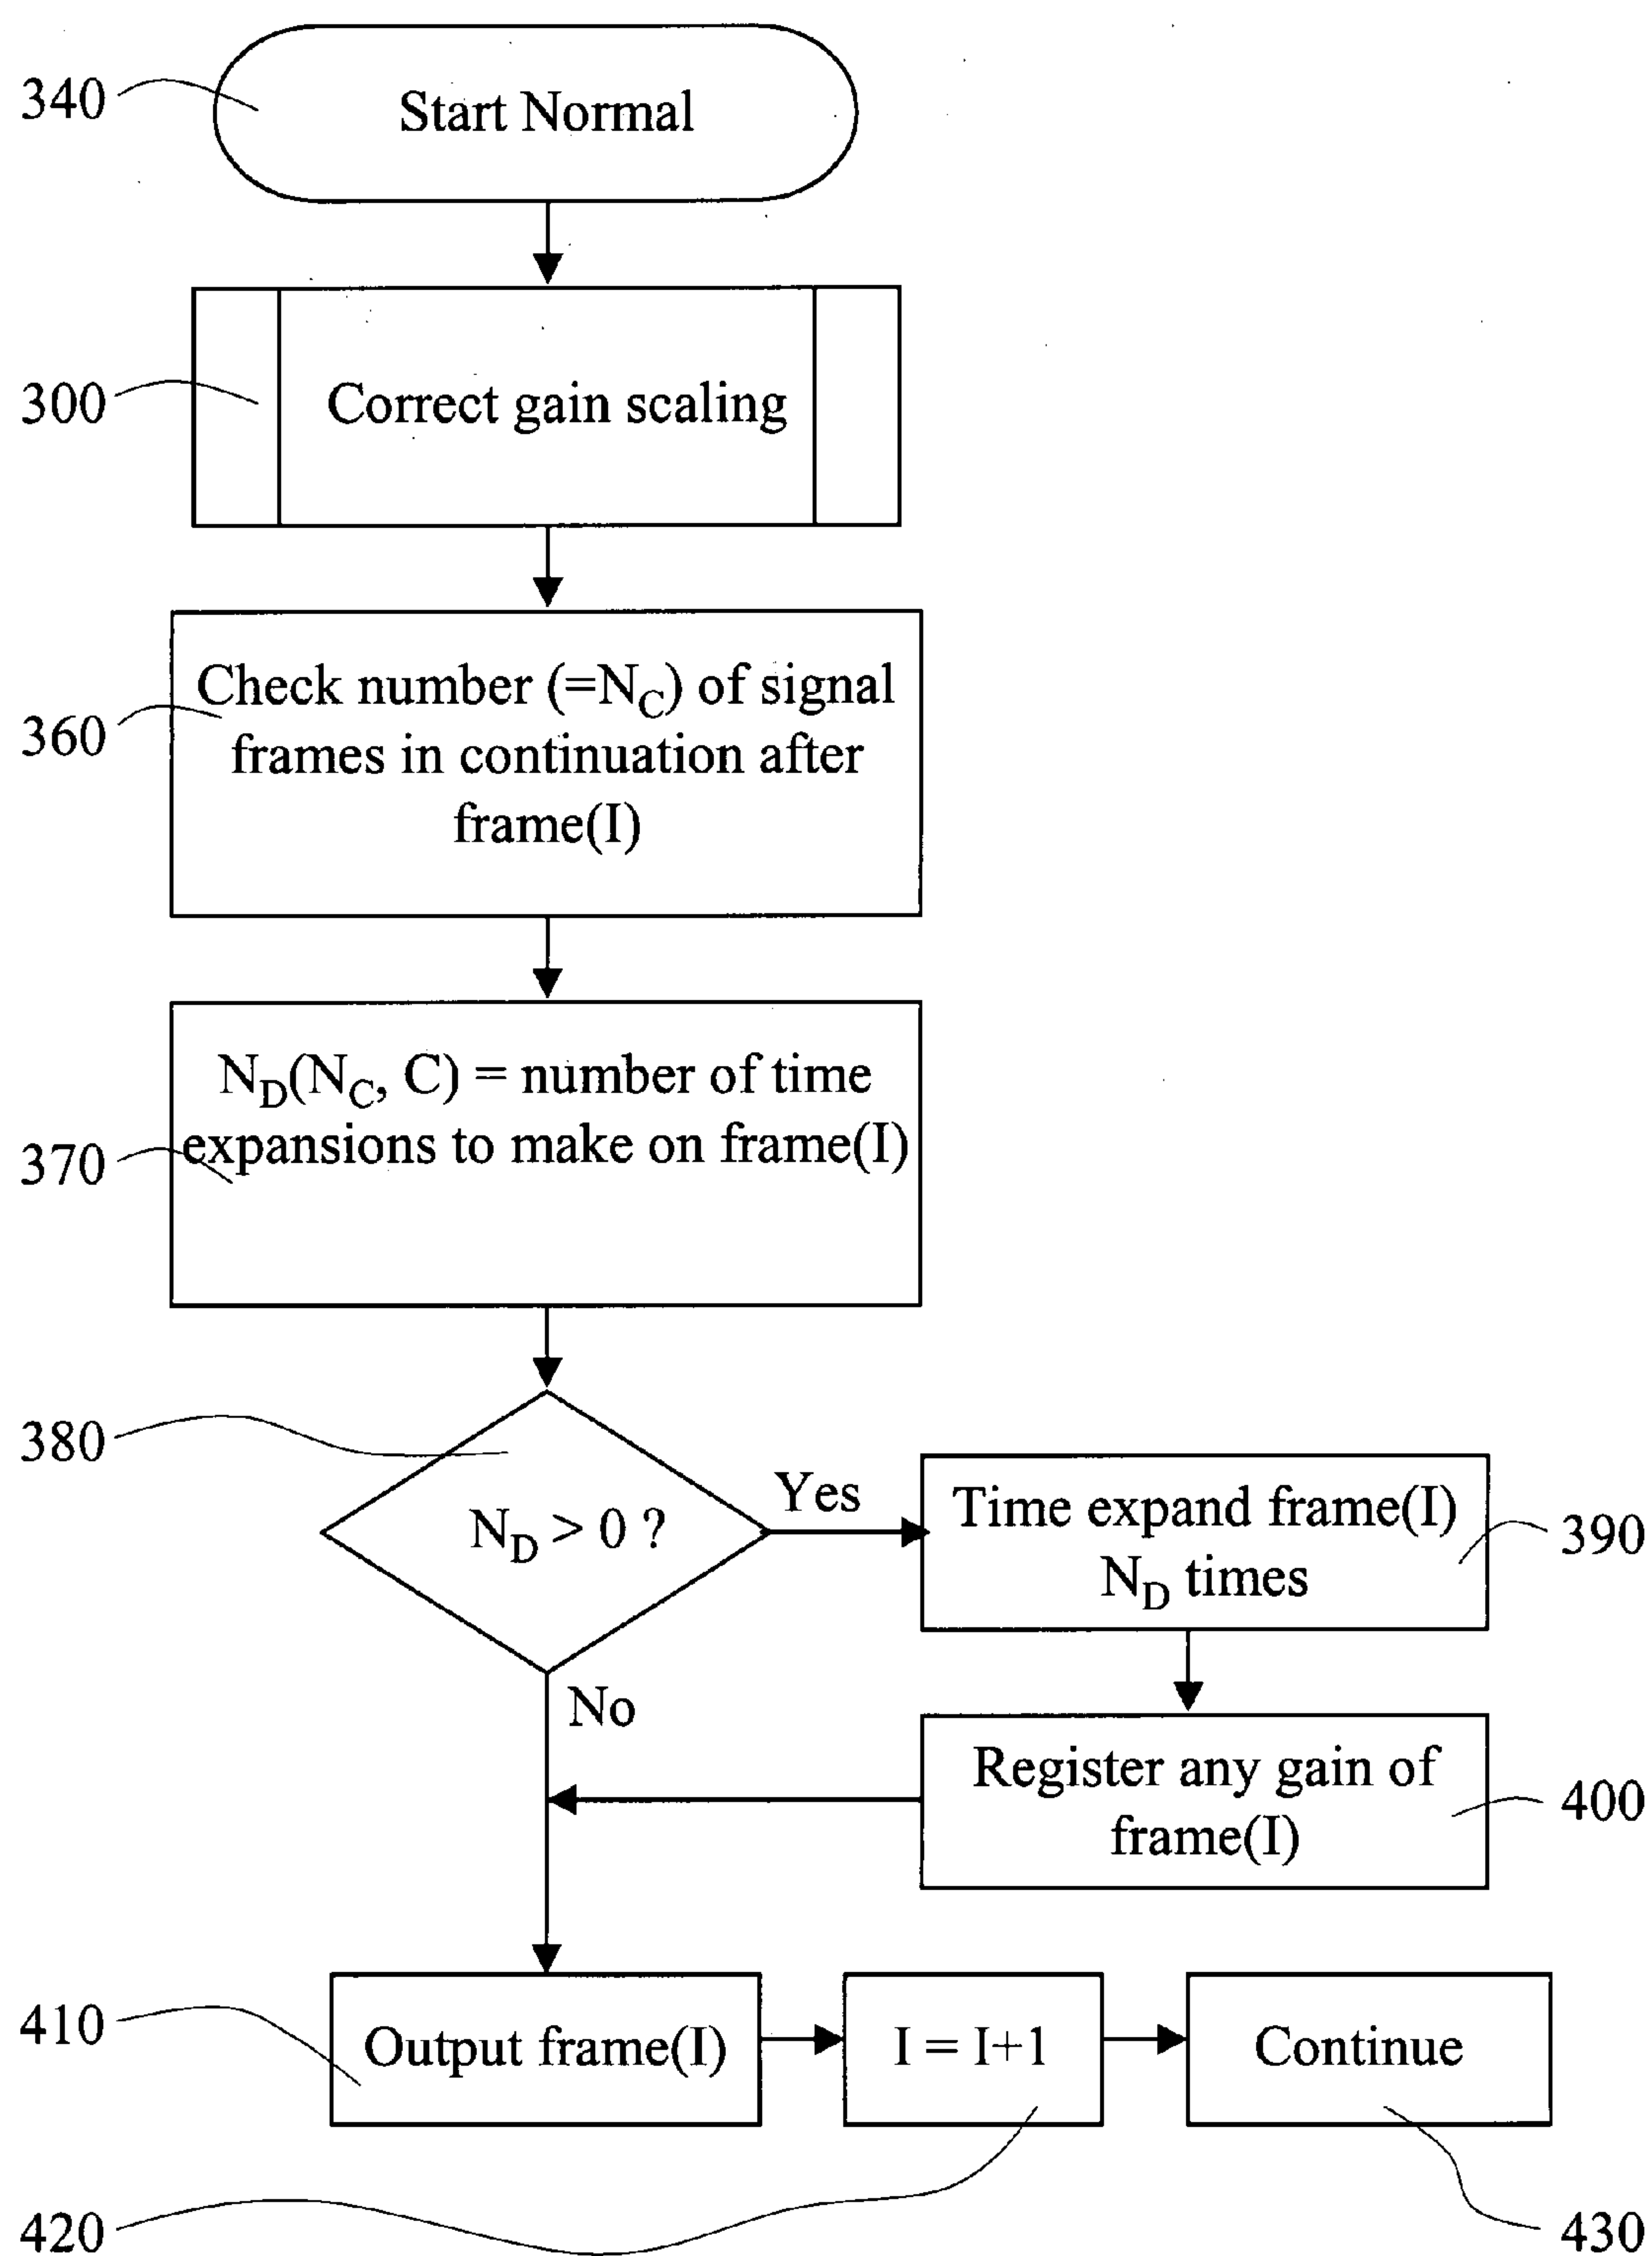 340
Start Normal
300
Correct gain scaling
360
Check number (=N_C) of signal
frames in continuation after
frame(I)
370
N_D(N_C, C) = number of time
expansions to make on frame(I)
380
N_D > 0 ?
Yes
Time expand frame(I)
N_D times
390
No
Register any gain of
frame(I)
400
410
Output frame(I)
I = I+1
Continue
420
430